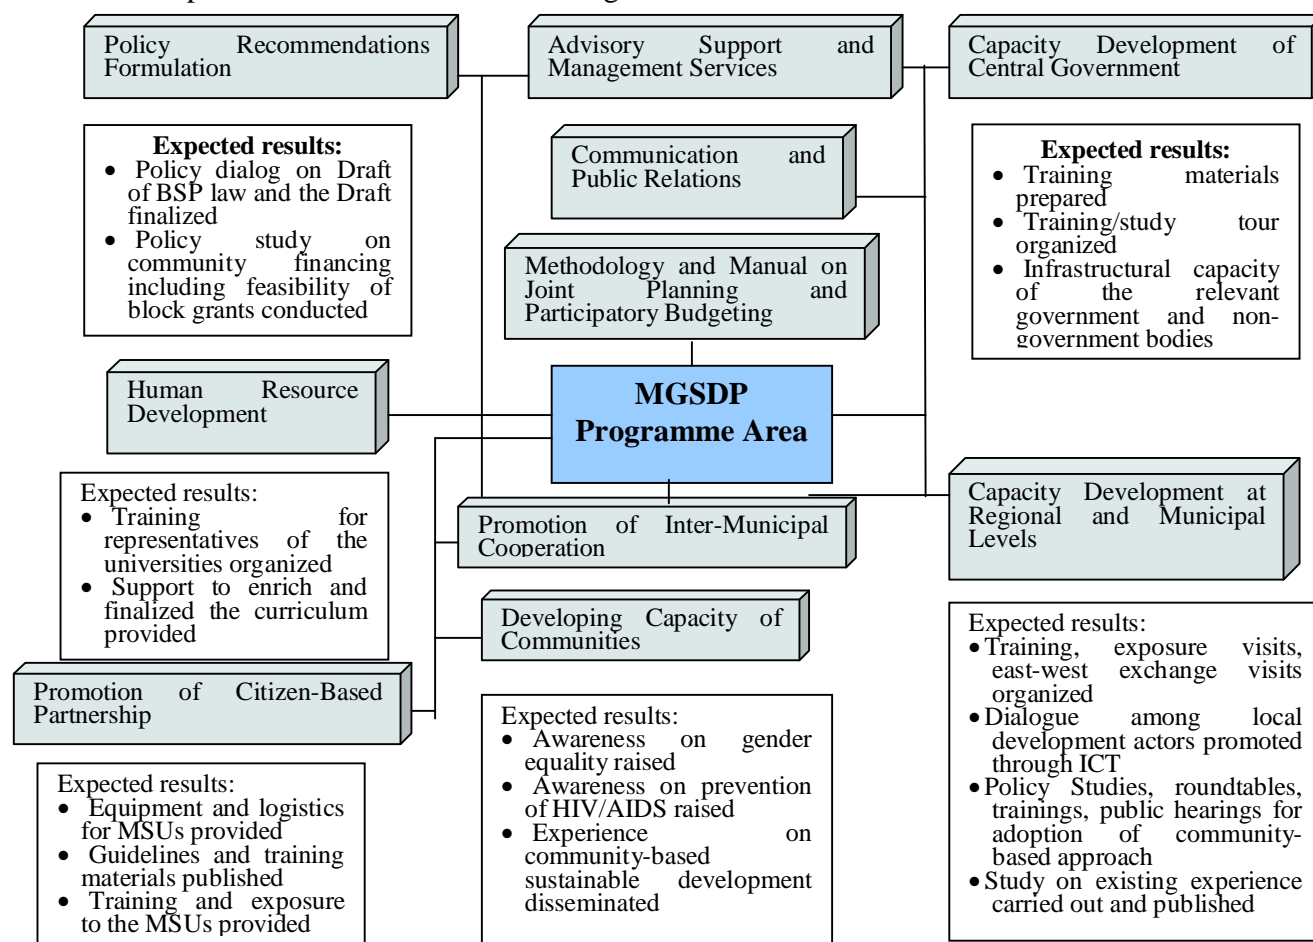 Policy Recommendations
Formulation
Advisory Support and
Management Services
Capacity Development of
Central Government
Expected results:
• Policy dialog on Draft
of BSP law and the Draft
finalized
• Policy study on
community financing
including feasibility of
block grants conducted
Communication and
Public Relations
Expected results:
• Training materials
prepared
• Training/study tour
organized
• Infrastructural capacity
of the relevant
government and non-
government bodies
Methodology and Manual on
Joint Planning and
Participatory Budgeting
Human Resource
Development
MGSDP
Programme Area
Expected results:
• Training for
representatives of the
universities organized
• Support to enrich and
finalized the curriculum
provided
Promotion of Inter-Municipal
Cooperation
Capacity Development at
Regional and Municipal
Levels
Developing Capacity of
Communities
Promotion of Citizen-Based
Partnership
Expected results:
• Equipment and logistics
for MSUs provided
• Guidelines and training
materials published
• Training and exposure
to the MSUs provided
Expected results:
• Awareness on gender
equality raised
• Awareness on prevention
of HIV/AIDS raised
• Experience on
community-based
sustainable development
disseminated
Expected results:
• Training, exposure visits,
east-west exchange visits
organized
• Dialogue among local
development actors promoted
through ICT
• Policy Studies, roundtables,
trainings, public hearings for
adoption of community-
based approach
• Study on existing experience
carried out and published